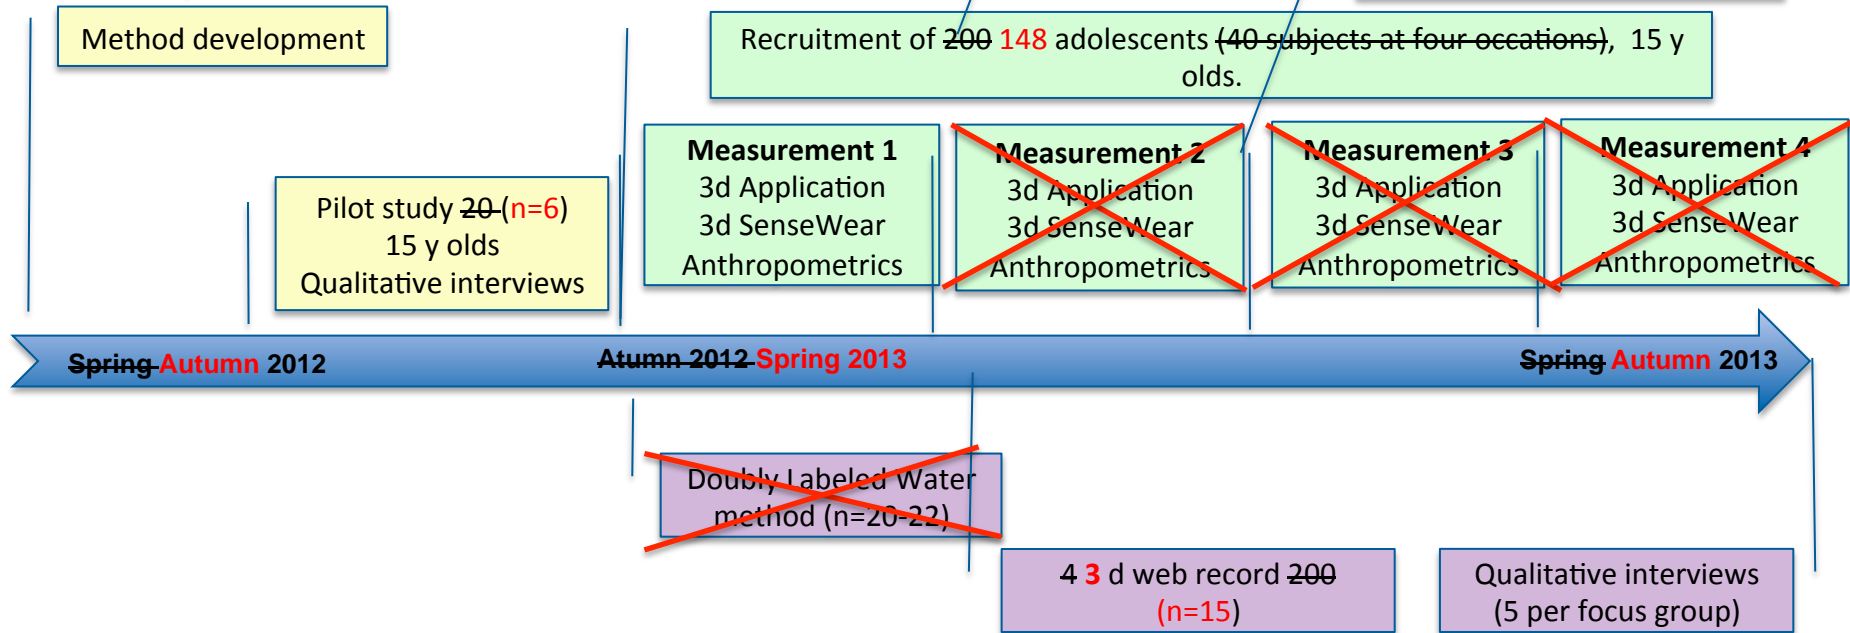 Method development
Recruitment of 200 148 adolescents (40 subjects at four occations), 15 y
olds.
Measurement 1
3d Application
3d SenseWear
Anthropometrics
Measurement 2
3d Application
3d SenseWear
Anthropometrics
Measurement 3
3d Application
3d SenseWear
Anthropometrics
Measurement 4
3d Application
3d SenseWear
Anthropometrics
Pilot study 20 (n=6)
15 y olds
Qualitative interviews
Spring Autumn 2012
Atumn 2012 Spring 2013
Spring Autumn 2013
Doubly Labeled Water
method (n=20-22)
4 3 d web record 200
(n=15)
Qualitative interviews
(5 per focus group)